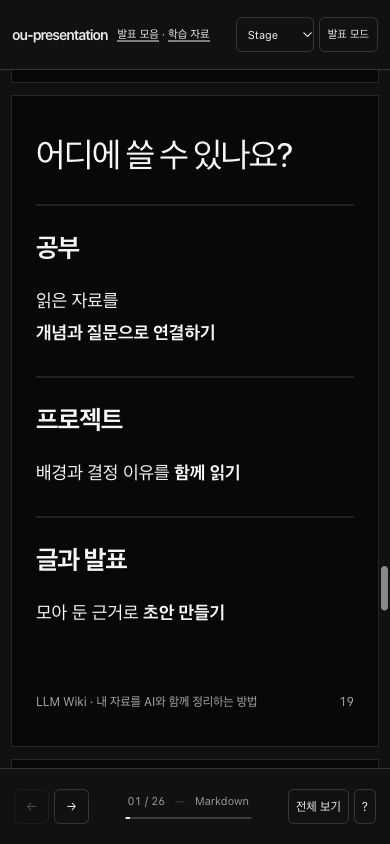 ou-presentation 발표 모음 · 학습 자료 Stage 발표 모드
어디에 쓸 수 있나요?
공부
읽은 자료를
개념과 질문으로 연결하기
프로젝트
배경과 결정 이유를 함께 읽기
글과 발표
모아 둔 근거로 초안 만들기
LLM Wiki · 내 자료를 AI와 함께 정리하는 방법 19
← → 01 / 26 — Markdown 전체 보기 ?